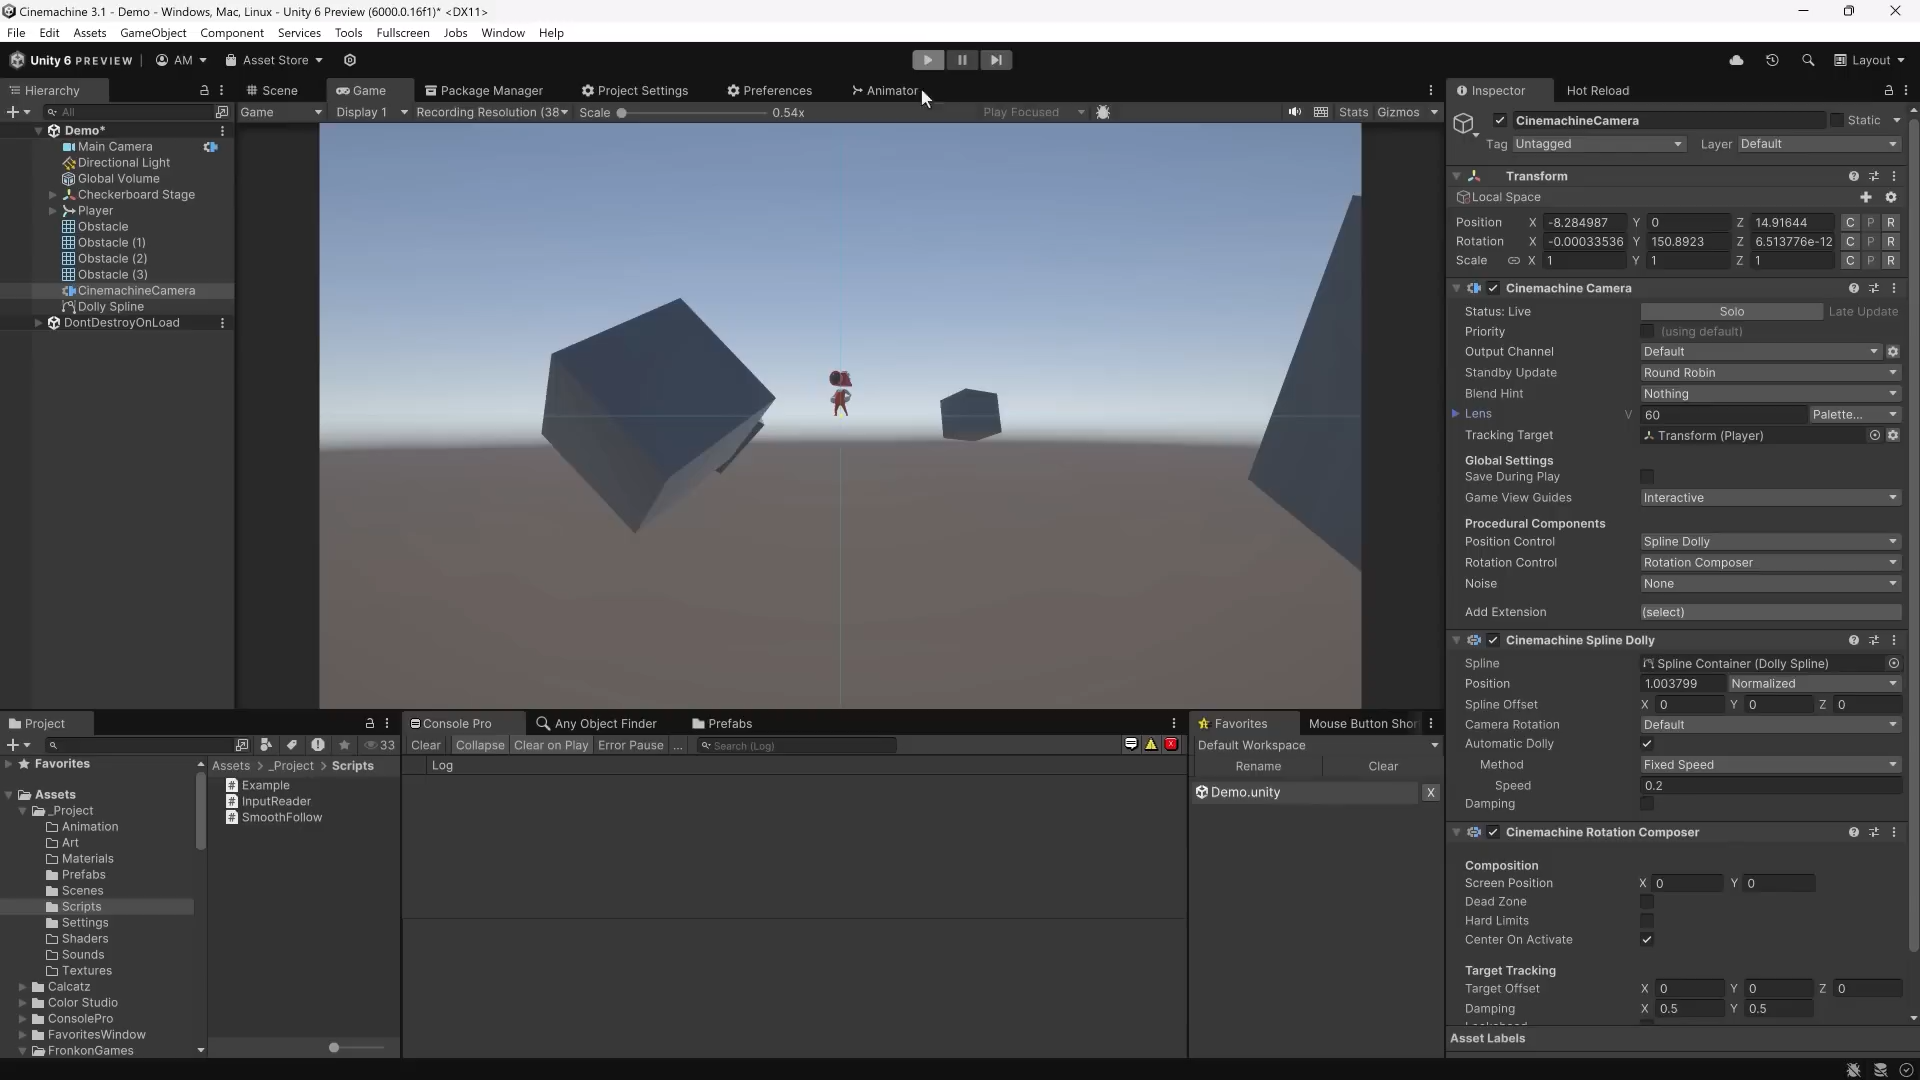 Cinemachine 3.1 - Demo - Windows, Mac, Linux - Unity 6 Preview (6000.0.16f1)* <DX11>
File Edit Assets GameObject Component Services Tools Fullscreen Jobs Window Help
Unity 6 PREVIEW AM Asset Store Layout
Hierarchy
All
Demo*
Main Camera
Directional Light
Global Volume
Checkerboard Stage
Player
Obstacle
Obstacle (1)
Obstacle (2)
Obstacle (3)
CinemachineCamera
Dolly Spline
DontDestroyOnLoad
Scene Game Package Manager Project Settings Preferences Animator
Game Display 1 Recording Resolution (38 Scale 0.54x Play Focused Stats Gizmos
Inspector Hot Reload
CinemachineCamera Static
Tag Untagged Layer Default
Transform
Local Space
Position X -8.284987 Y 0 Z 14.91644 C P R
Rotation X -0.00033536 Y 150.8923 Z 6.513776e-12 C P R
Scale X 1 Y 1 Z 1 C P R
Cinemachine Camera
Status: Live Solo Late Update
Priority (using default)
Output Channel Default
Standby Update Round Robin
Blend Hint Nothing
Lens V 60 Palette...
Tracking Target Transform (Player)
Global Settings
Save During Play
Game View Guides Interactive
Procedural Components
Position Control Spline Dolly
Rotation Control Rotation Composer
Noise None
Add Extension (select)
Cinemachine Spline Dolly
Spline Spline Container (Dolly Spline)
Position 1.003799 Normalized
Spline Offset X 0 Y 0 Z 0
Camera Rotation Default
Automatic Dolly
Method Fixed Speed
Speed 0.2
Damping
Cinemachine Rotation Composer
Composition
Screen Position X 0 Y 0
Dead Zone
Hard Limits
Center On Activate
Target Tracking
Target Offset X 0 Y 0 Z 0
Damping X 0.5 Y 0.5
Asset Labels
Project
33
Favorites
Assets
_Project
Animation
Art
Materials
Prefabs
Scenes
Scripts
Settings
Shaders
Sounds
Textures
Calcatz
Color Studio
ConsolePro
FavoritesWindow
FronkonGames
Assets > _Project > Scripts
Example
InputReader
SmoothFollow
Console Pro Any Object Finder Prefabs
Clear Collapse Clear on Play Error Pause ... Search (Log)
Log
Favorites Mouse Button Shor
Default Workspace
Rename Clear
Demo.unity X